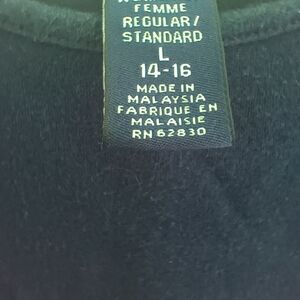 FEMME
REGULAR/
STANDARD
L
14-16
MADE IN
MALAYSIA
FABRIQUE EN
MALAISIE
RN 62830